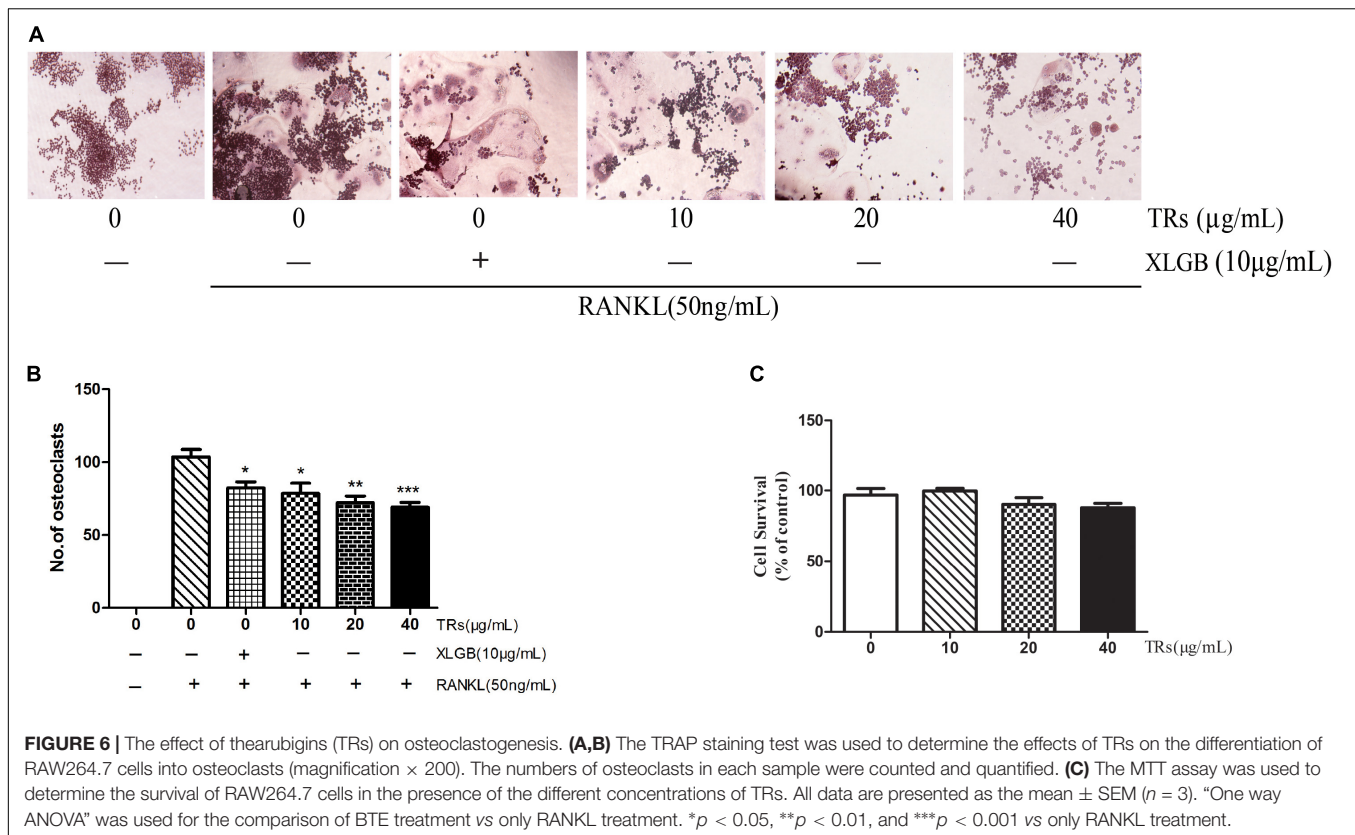 A
0 0 0 10 20 40 TRs (µg/mL)
— — + — — — XLGB (10µg/mL)
RANKL(50ng/mL)
B
150
100
50
0
No.of osteoclasts
* * ** ***
0 0 0 10 20 40 TRs(µg/mL)
– – + – – – XLGB(10µg/mL)
– + + + + + RANKL(50ng/mL)
C
150
100
50
0
Cell Survival
(% of control)
0 10 20 40 TRs(µg/mL)
FIGURE 6 | The effect of thearubigins (TRs) on osteoclastogenesis. (A,B) The TRAP staining test was used to determine the effects of TRs on the differentiation of
RAW264.7 cells into osteoclasts (magnification × 200). The numbers of osteoclasts in each sample were counted and quantified. (C) The MTT assay was used to
determine the survival of RAW264.7 cells in the presence of the different concentrations of TRs. All data are presented as the mean ± SEM (n = 3). “One way
ANOVA” was used for the comparison of BTE treatment vs only RANKL treatment. *p < 0.05, **p < 0.01, and ***p < 0.001 vs only RANKL treatment.